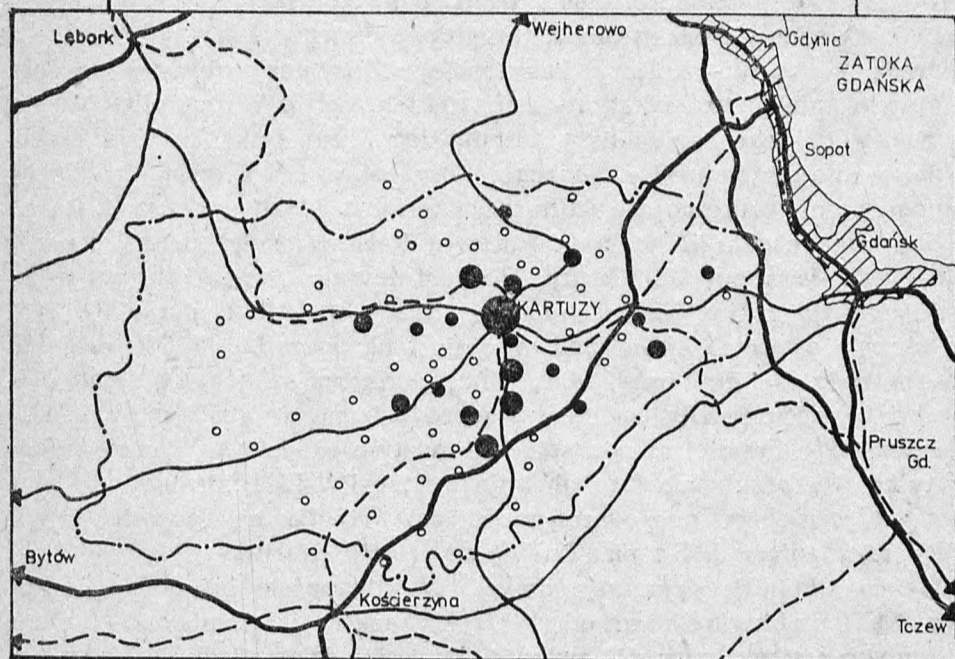 Lębork
Wejherowo
Gdynia
ZATOKA
GDAŃSKA
Sopot
Gdańsk
KARTUZY
Pruszcz
Gd.
Bytów
Kościerzyna
Tczew